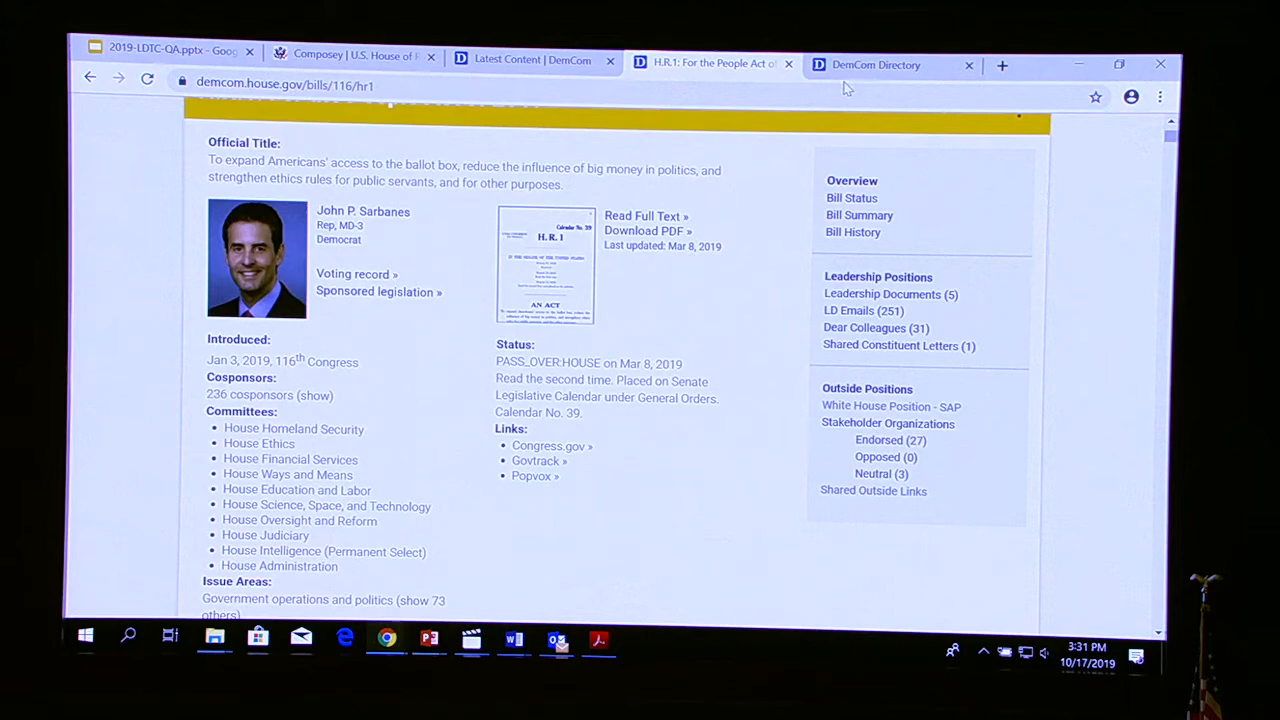 2019-LDTC-QA.pptx - Goog
Composey | U.S. House of
Latest Content | DemCom
H.R.1: For the People Act of
DemCom Directory
demcom.house.gov/bills/116/hr1
Official Title:
To expand Americans' access to the ballot box, reduce the influence of big money in politics, and
strengthen ethics rules for public servants, and for other purposes.
John P. Sarbanes
Rep, MD-3
Democrat
Voting record »
Sponsored legislation »
Calendar No. 39
H. R. 1
IN THE SENATE OF THE UNITED STATES
AN ACT
Read Full Text »
Download PDF »
Last updated: Mar 8, 2019
Introduced:
Jan 3, 2019, 116th Congress
Cosponsors:
236 cosponsors (show)
Committees:
• House Homeland Security
• House Ethics
• House Financial Services
• House Ways and Means
• House Education and Labor
• House Science, Space, and Technology
• House Oversight and Reform
• House Judiciary
• House Intelligence (Permanent Select)
• House Administration
Issue Areas:
Government operations and politics (show 73
others)
Status:
PASS_OVER:HOUSE on Mar 8, 2019
Read the second time. Placed on Senate
Legislative Calendar under General Orders.
Calendar No. 39.
Links:
• Congress.gov »
• Govtrack »
• Popvox »
Overview
Bill Status
Bill Summary
Bill History
Leadership Positions
Leadership Documents (5)
LD Emails (251)
Dear Colleagues (31)
Shared Constituent Letters (1)
Outside Positions
White House Position - SAP
Stakeholder Organizations
Endorsed (27)
Opposed (0)
Neutral (3)
Shared Outside Links
3:31 PM
10/17/2019